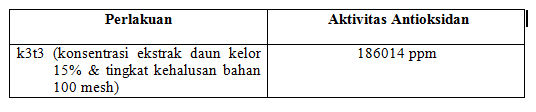 Perlakuan Aktivitas Antioksidan
k3t3 (konsentrasi ekstrak daun kelor 186014 ppm
15% & tingkat kehalusan bahan
100 mesh)